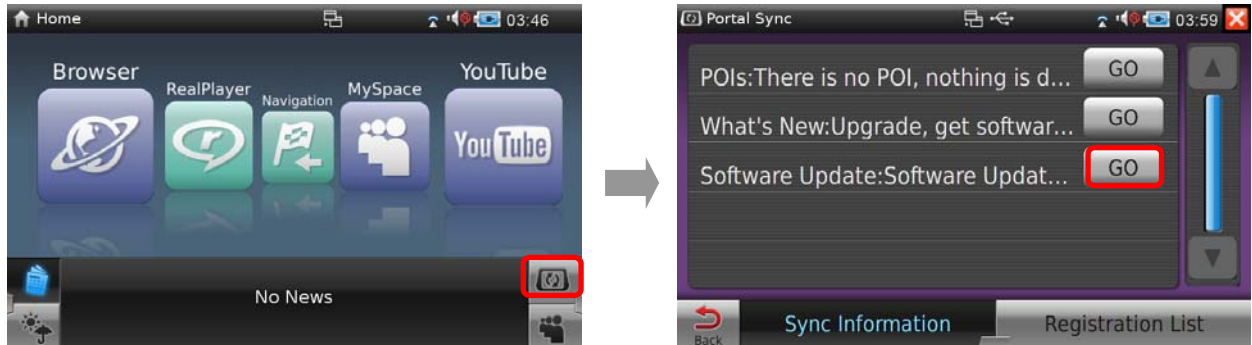 Home
03:46
Browser
RealPlayer
Navigation
MySpace
YouTube
You Tube
No News
Portal Sync
03:59
POIs:There is no POI, nothing is d...
GO
What's New:Upgrade, get softwar...
GO
Software Update:Software Updat...
GO
Back
Sync Information
Registration List